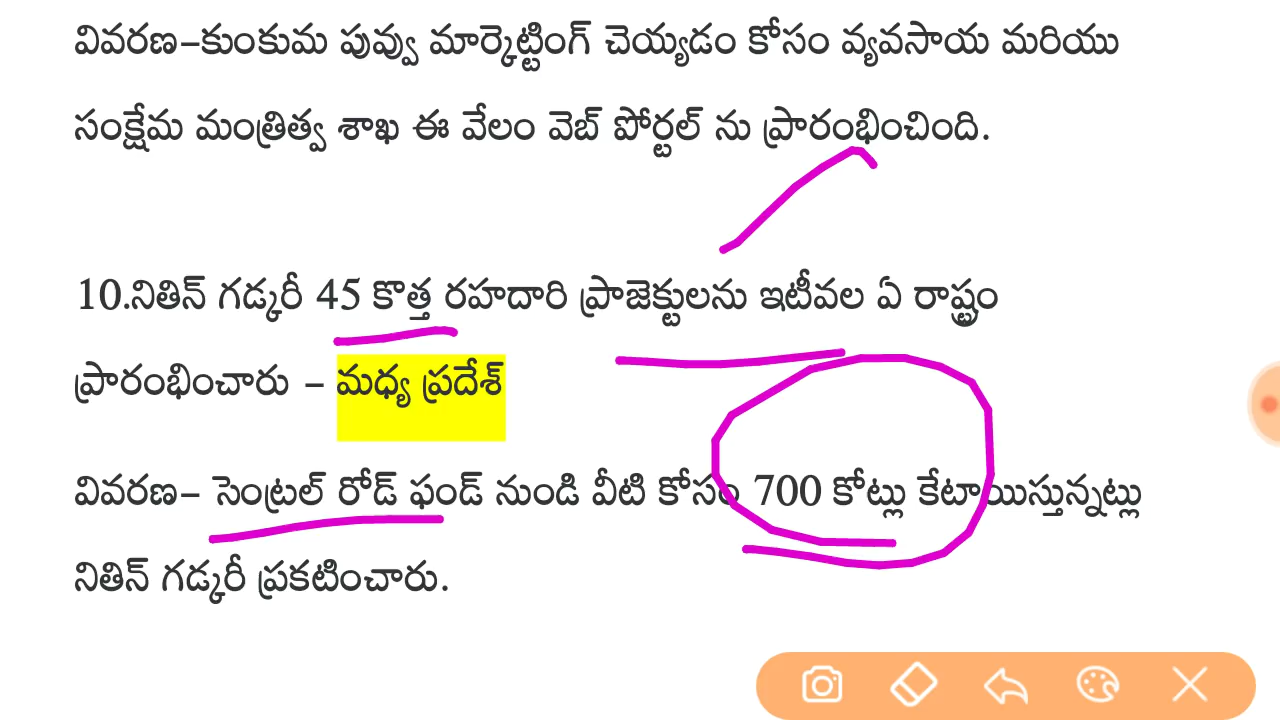 వివరణ–కుంకుమ పువ్వు మార్కెట్టింగ్ చెయ్యడం కోసం వ్యవసాయ మరియు
సంక్షేమ మంత్రిత్వ శాఖ ఈ వేలం వెబ్ పోర్టల్ ను ప్రారంభించింది.
10.నితిన్ గడ్కరీ 45 కొత్త రహదారి ప్రాజెక్టులను ఇటీవల ఏ రాష్ట్రం
ప్రారంభించారు – మధ్య ప్రదేశ్
వివరణ– సెంట్రల్ రోడ్ ఫండ్ నుండి వీటి కోసం 700 కోట్లు కేటాయిస్తున్నట్లు
నితిన్ గడ్కరీ ప్రకటించారు.